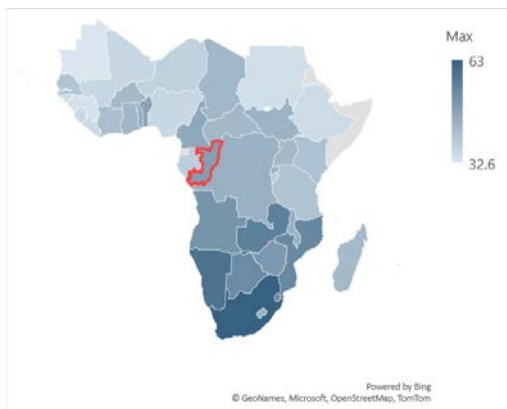 Max
63
32.6
Powered by Bing
© GeoNames, Microsoft, OpenStreetMap, TomTom